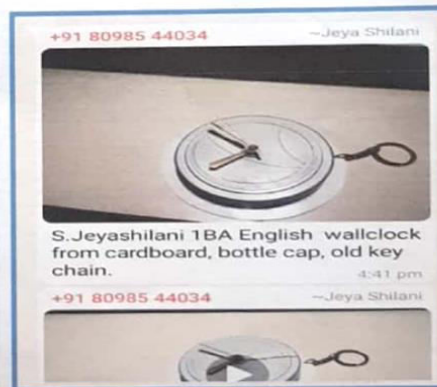 +91 80985 44034 ~Jeya Shilani
S.Jeyashilani 1BA English wallclock
from cardboard, bottle cap, old key
chain.
4:41 pm
+91 80985 44034 ~Jeya Shilani